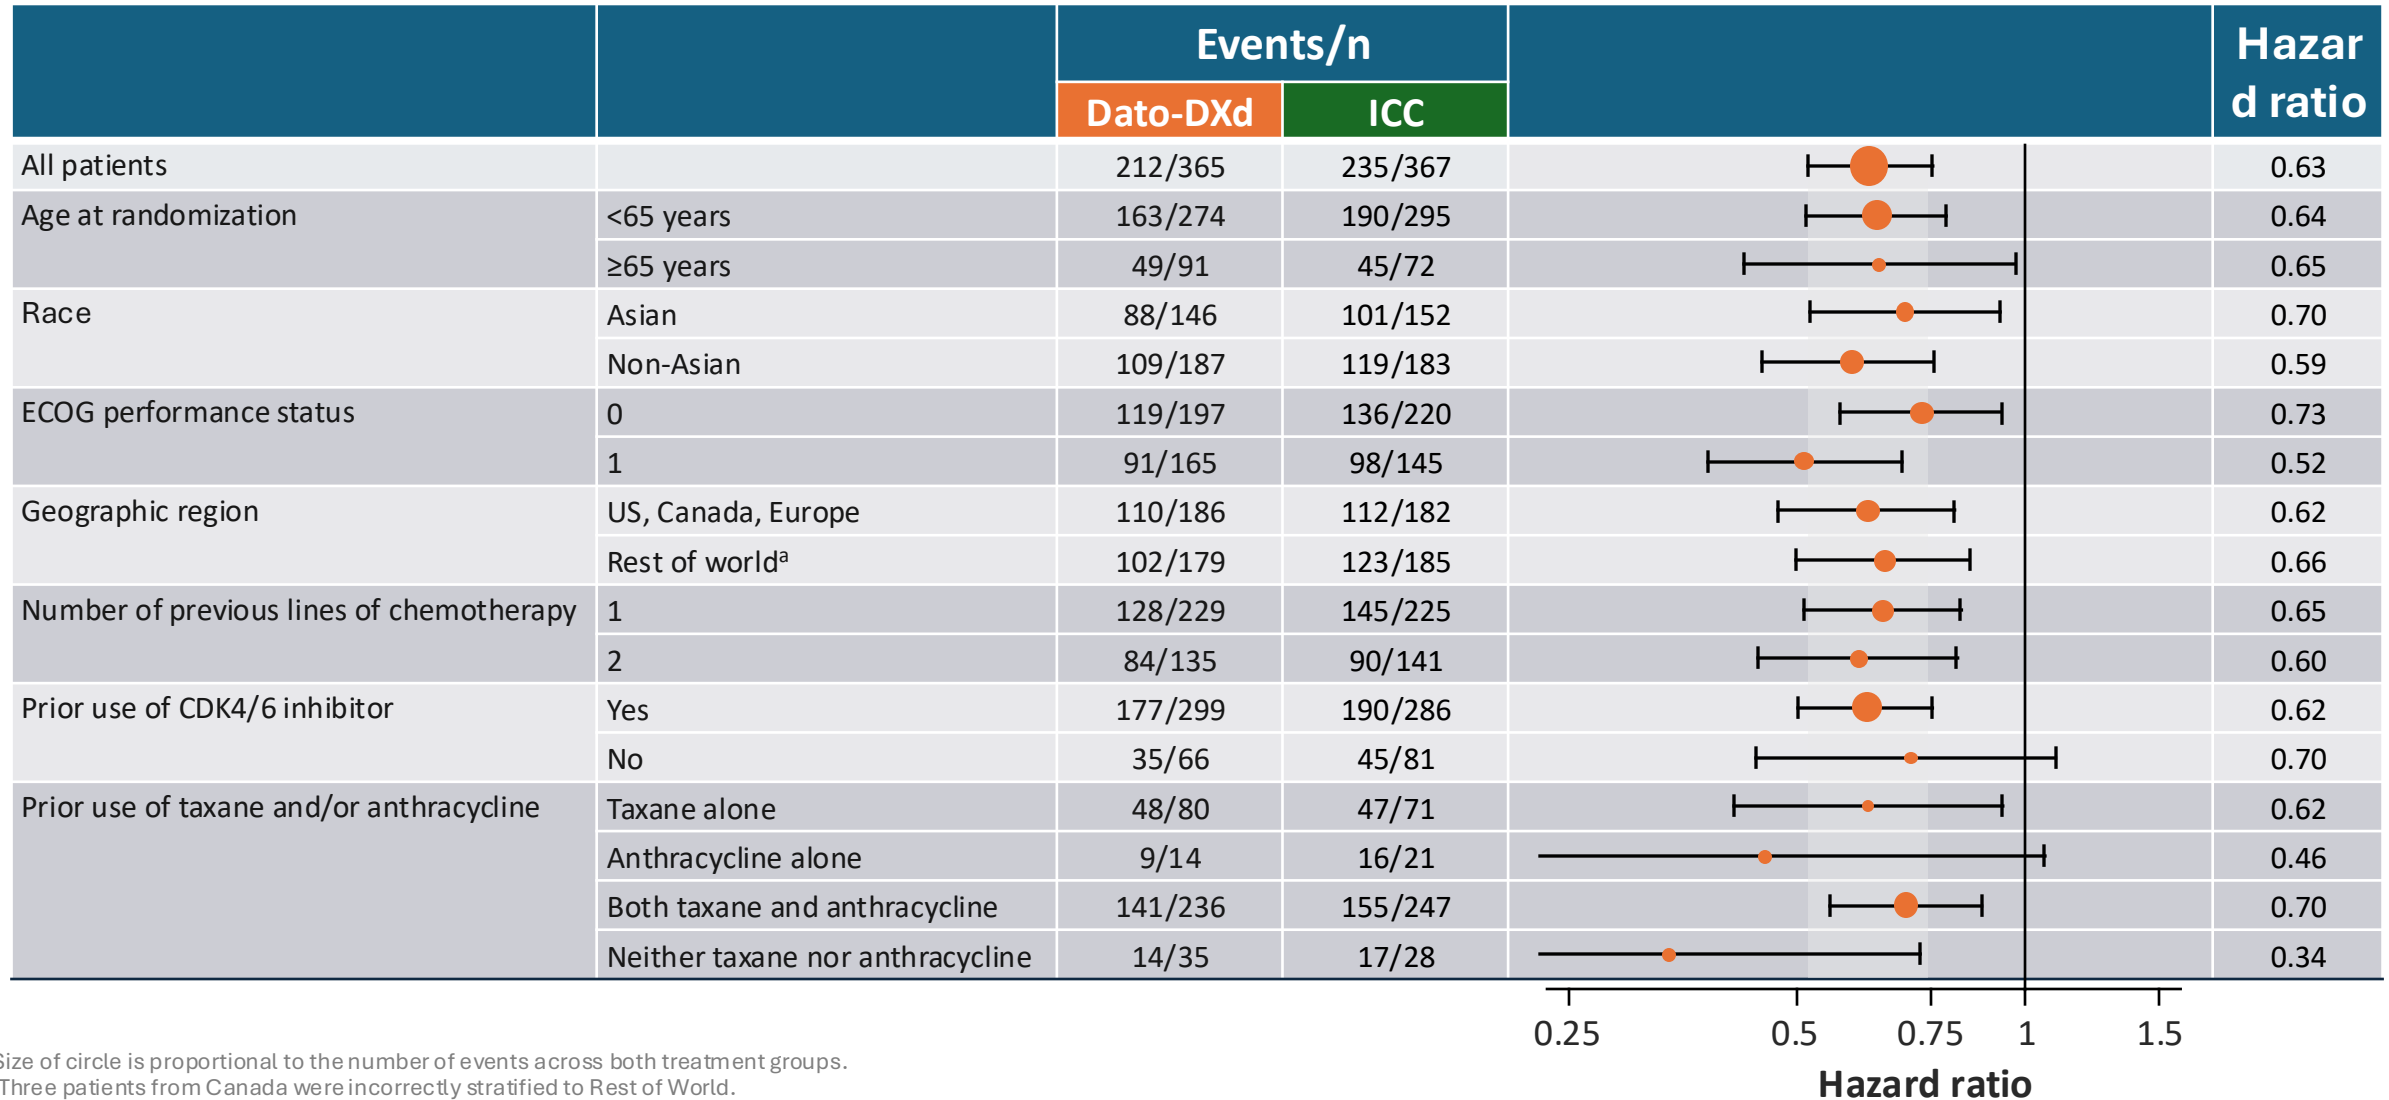 Events/n
Hazar
d ratio
Dato-DXd ICC
All patients 212/365 235/367 0.63
Age at randomization <65 years 163/274 190/295 0.64
≥65 years 49/91 45/72 0.65
Race Asian 88/146 101/152 0.70
Non-Asian 109/187 119/183 0.59
ECOG performance status 0 119/197 136/220 0.73
1 91/165 98/145 0.52
Geographic region US, Canada, Europe 110/186 112/182 0.62
Rest of worldᵃ 102/179 123/185 0.66
Number of previous lines of chemotherapy 1 128/229 145/225 0.65
2 84/135 90/141 0.60
Prior use of CDK4/6 inhibitor Yes 177/299 190/286 0.62
No 35/66 45/81 0.70
Prior use of taxane and/or anthracycline Taxane alone 48/80 47/71 0.62
Anthracycline alone 9/14 16/21 0.46
Both taxane and anthracycline 141/236 155/247 0.70
Neither taxane nor anthracycline 14/35 17/28 0.34
0.25 0.5 0.75 1 1.5
Hazard ratio
Size of circle is proportional to the number of events across both treatment groups.
Three patients from Canada were incorrectly stratified to Rest of World.